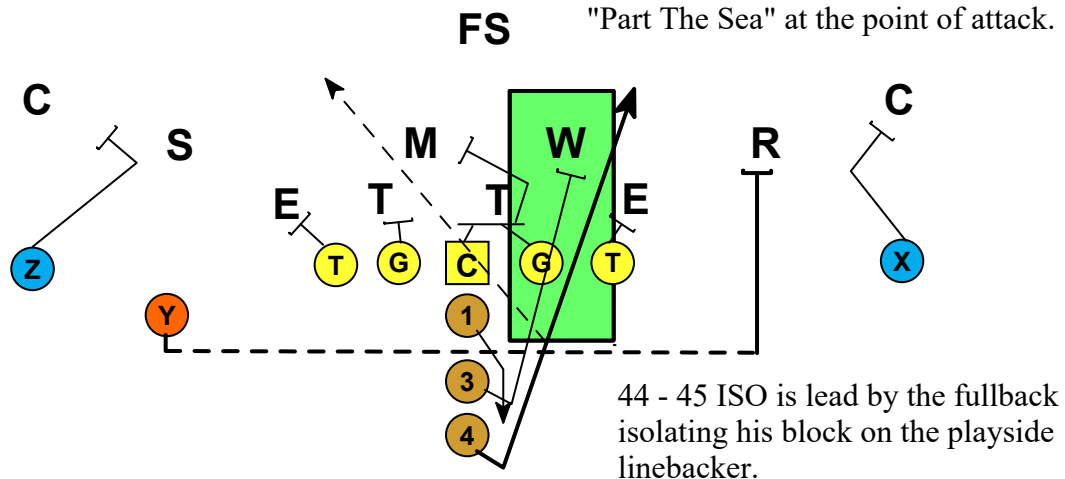 "Part The Sea" at the point of attack.
FS
C
C
S
M
W
R
E
T
T
E
Z
T
G
C
G
T
X
Y
1
3
4
44 - 45 ISO is lead by the fullback
isolating his block on the playside
linebacker.